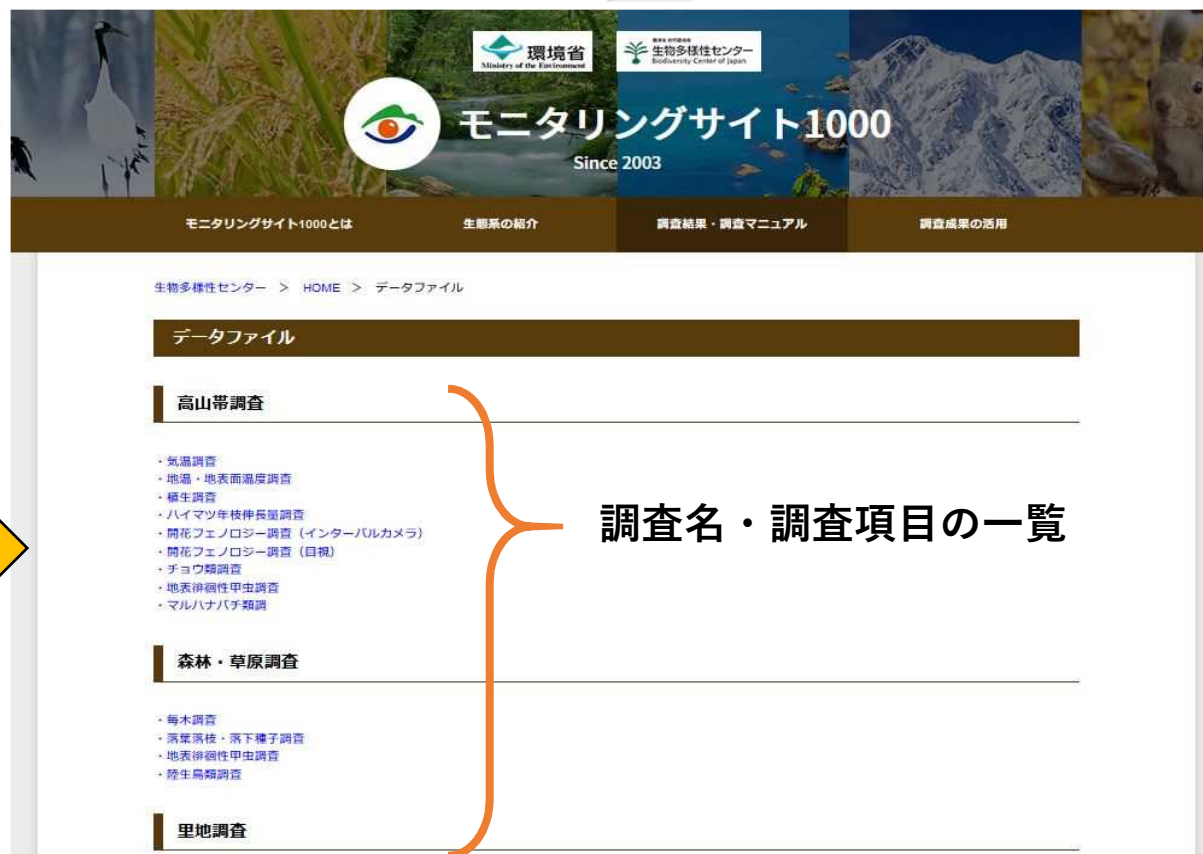 環境省
Ministry of the Environment
環境省 自然環境局
生物多様性センター
Biodiversity Center of Japan
モニタリングサイト1000
Since 2003
モニタリングサイト1000とは 生態系の紹介 調査結果・調査マニュアル 調査成果の活用
生物多様性センター > HOME > データファイル
データファイル
高山帯調査
・気温調査
・地温・地表面温度調査
・植生調査
・ハイマツ年枝伸長量調査
・開花フェノロジー調査（インターバルカメラ）
・開花フェノロジー調査（目視）
・チョウ類調査
・地表徘徊性甲虫調査
・マルハナバチ類調
調査名・調査項目の一覧
森林・草原調査
・毎木調査
・落葉落枝・落下種子調査
・地表徘徊性甲虫調査
・陸生鳥類調査
里地調査